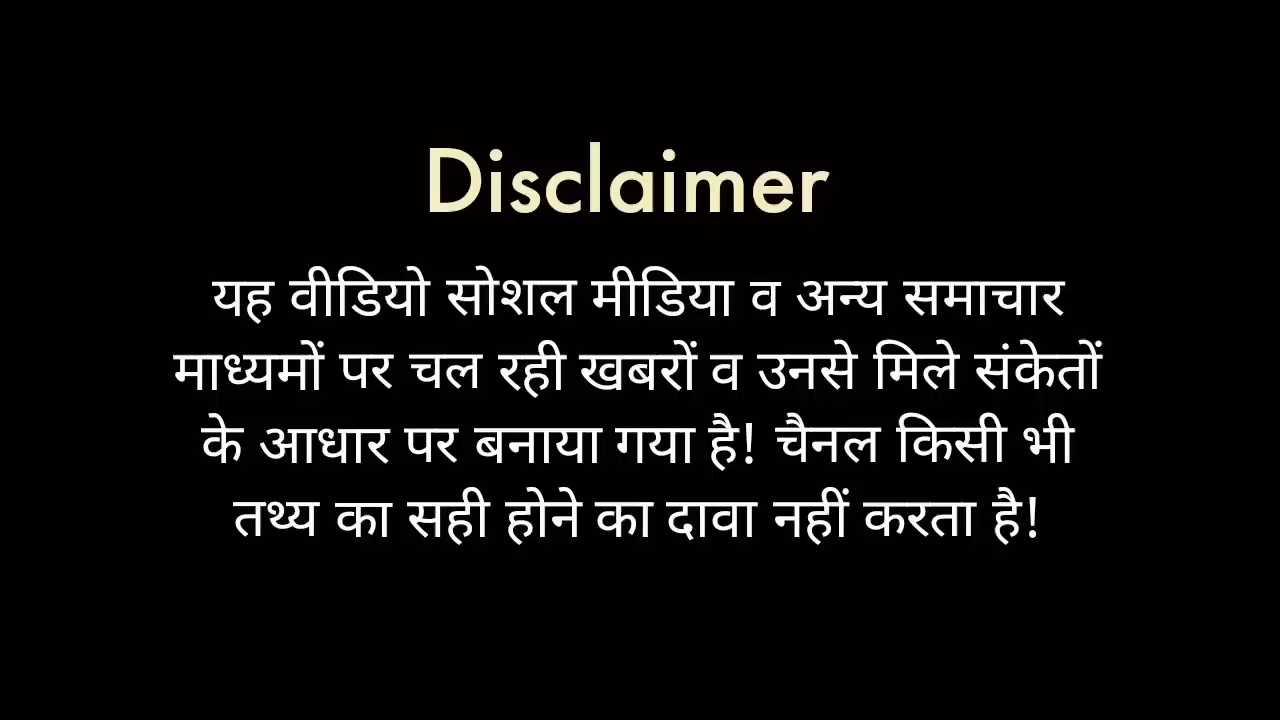 Disclaimer
यह वीडियो सोशल मीडिया व अन्य समाचार
माध्यमों पर चल रही खबरों व उनसे मिले संकेतों
के आधार पर बनाया गया है! चैनल किसी भी
तथ्य का सही होने का दावा नहीं करता है!